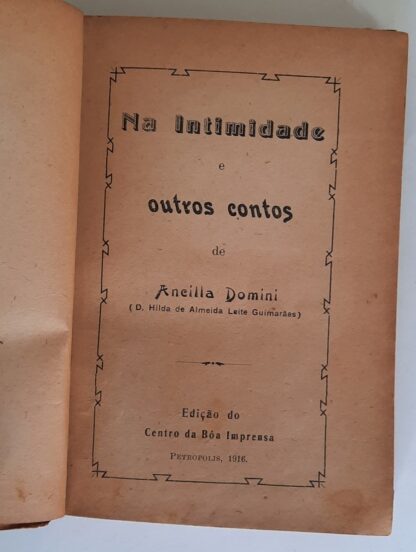 Na Intimidade
e
outros contos
de
Ancilla Domini
( D. Hilda de Almeida Leite Guimarães )
Edição do
Centro da Bôa Imprensa
PETROPOLIS, 1916.